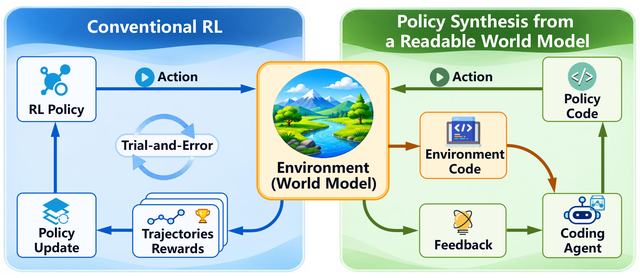 Conventional RL
Action
RL Policy
Trial-and-Error
Policy
Update
Trajectories
Rewards
Environment
(World Model)
Policy Synthesis from
a Readable World Model
Action
Policy
Code
</>
Environment
Code
Feedback
Coding
Agent